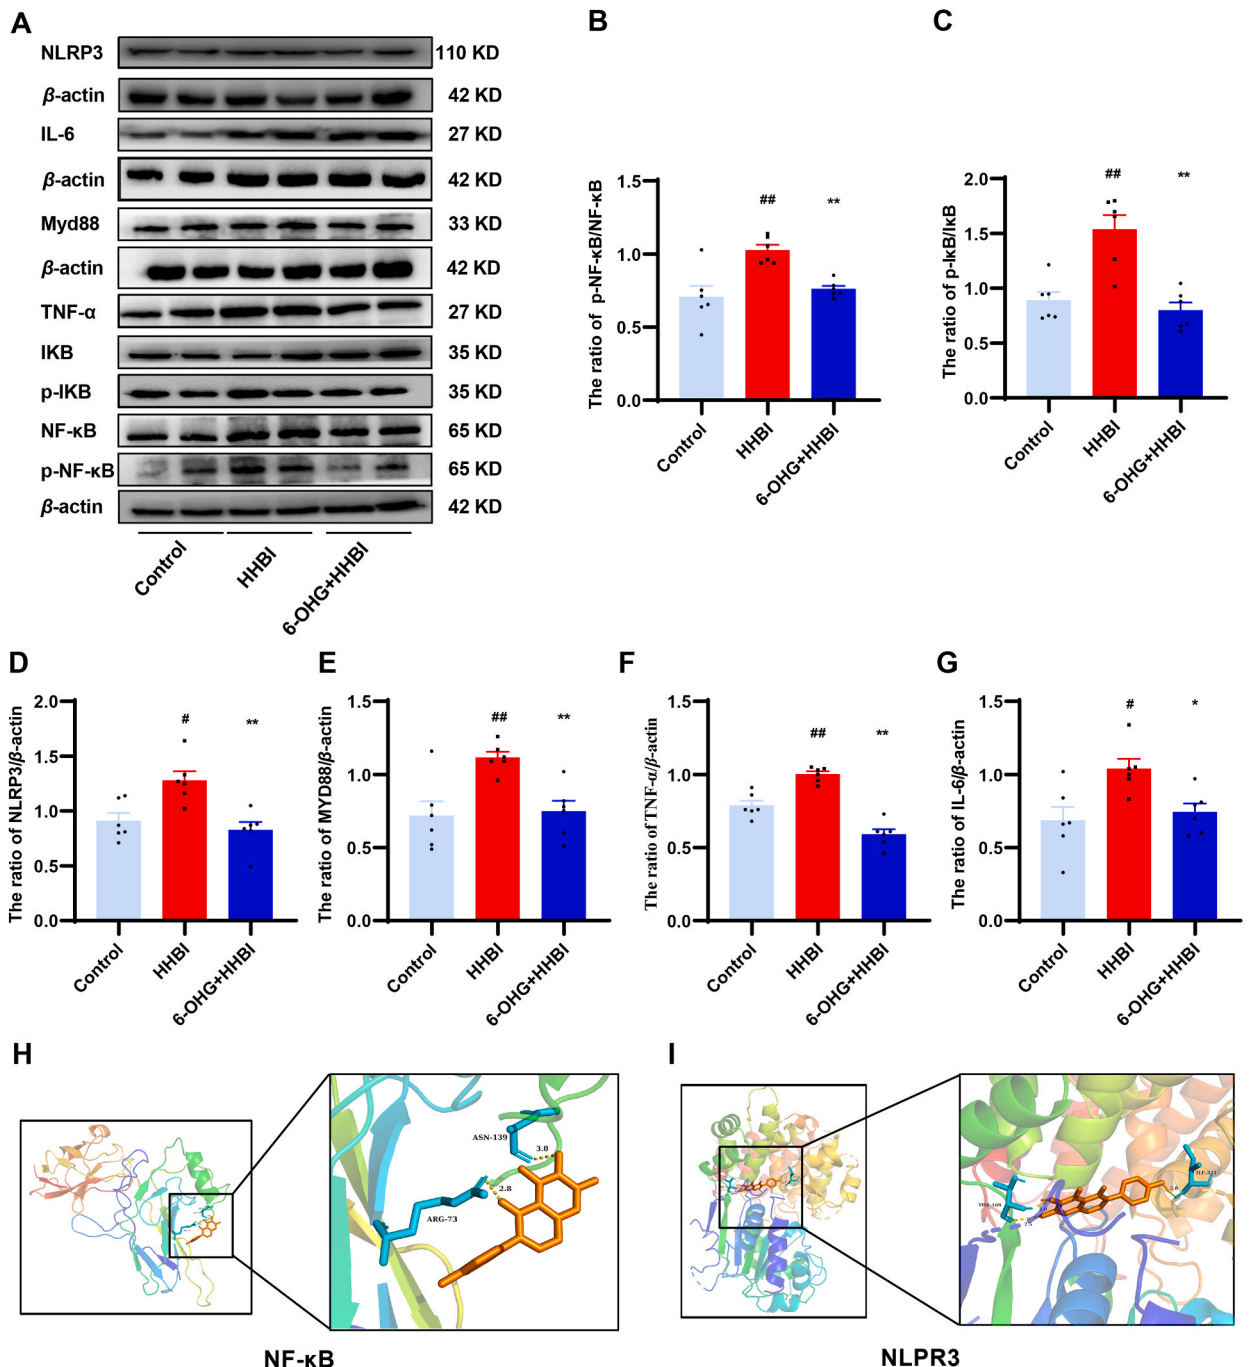 A
NLRP3 110 KD
β-actin 42 KD
IL-6 27 KD
β-actin 42 KD
Myd88 33 KD
β-actin 42 KD
TNF-α 27 KD
IKB 35 KD
p-IKB 35 KD
NF-κB 65 KD
p-NF-κB 65 KD
β-actin 42 KD
Control HHBI 6-OHG+HHBI
B
The ratio of p-NF-κB/NF-κB
1.5
1.0
0.5
0.0
## **
Control HHBI 6-OHG+HHBI
C
The ratio of p-IκB/IκB
2.0
1.5
1.0
0.5
0.0
## **
Control HHBI 6-OHG+HHBI
D
The ratio of NLRP3/β-actin
2.0
1.5
1.0
0.5
0.0
# **
Control HHBI 6-OHG+HHBI
E
The ratio of MYD88/β-actin
1.5
1.0
0.5
0.0
## **
Control HHBI 6-OHG+HHBI
F
The ratio of TNF-α/β-actin
1.5
1.0
0.5
0.0
## **
Control HHBI 6-OHG+HHBI
G
The ratio of IL-6/β-actin
1.5
1.0
0.5
0.0
# *
Control HHBI 6-OHG+HHBI
H
ASN-139
3.0
2.8
ARG-73
NF-κB
I
2.6
2.5
NLPR3